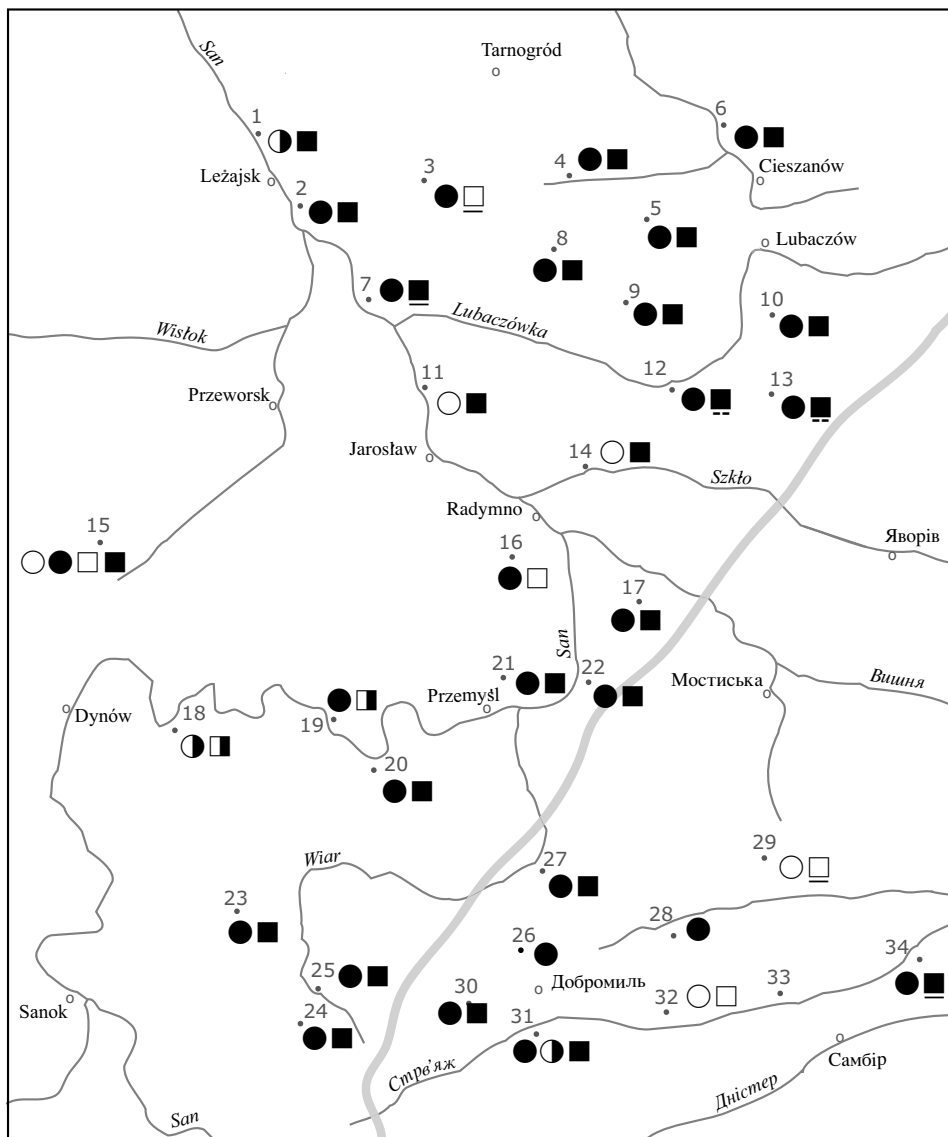 San
Tarnogród
1
6
Leżajsk
3
4
Cieszanów
2
5
Lubaczów
8
7
9
10
Lubaczówka
Wisłok
11
12
13
Przeworsk
Jarosław
14
Szkło
Radymno
15
Яворів
16
17
San
21
22
Мостиська
Вишня
Dynów
18
19
Przemyśl
20
Wiar
27
29
23
28
26
34
25
Добромиль
33
Sanok
30
32
24
31
Стрв'яж
Самбір
Дністер
San